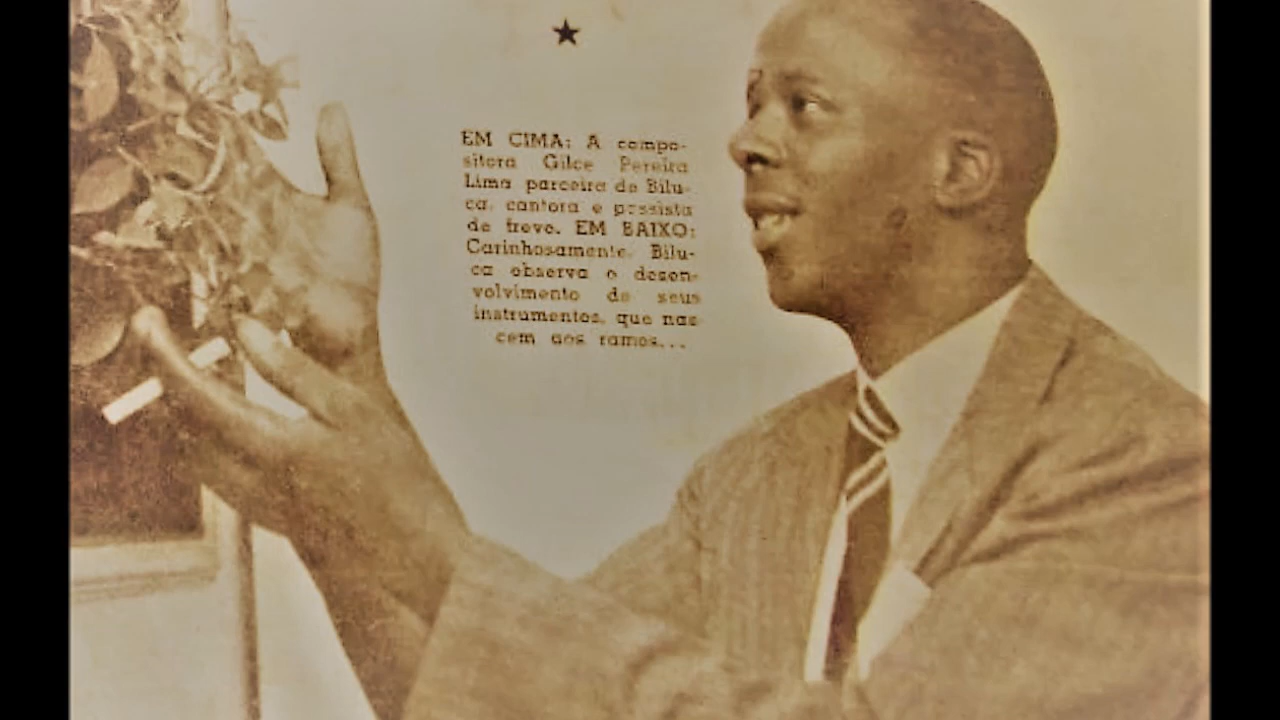 EM CIMA: A compo-
sitora Gilce Pereira
Lima parceira de Bilu-
ca, cantora e passista
de frevo. EM BAIXO:
Carinhosamente, Bilu-
ca observa o desen-
volvimento de seus
instrumentos, que nas-
cem aos ramos...